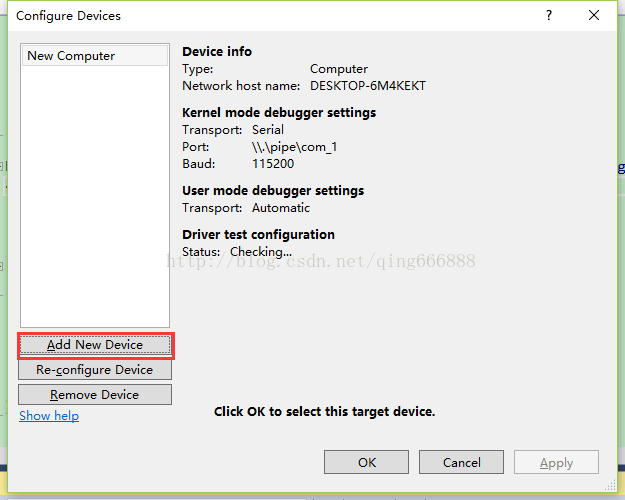 Configure Devices
New Computer
Device info
Type: Computer
Network host name: DESKTOP-6M4KEKT
Kernel mode debugger settings
Transport: Serial
Port: \\.\pipe\com_1
Baud: 115200
User mode debugger settings
Transport: Automatic
Driver test configuration
Status: Checking...
http://blog.csdn.net/qing666888
Add New Device
Re-configure Device
Remove Device
Show help
Click OK to select this target device.
OK Cancel Apply